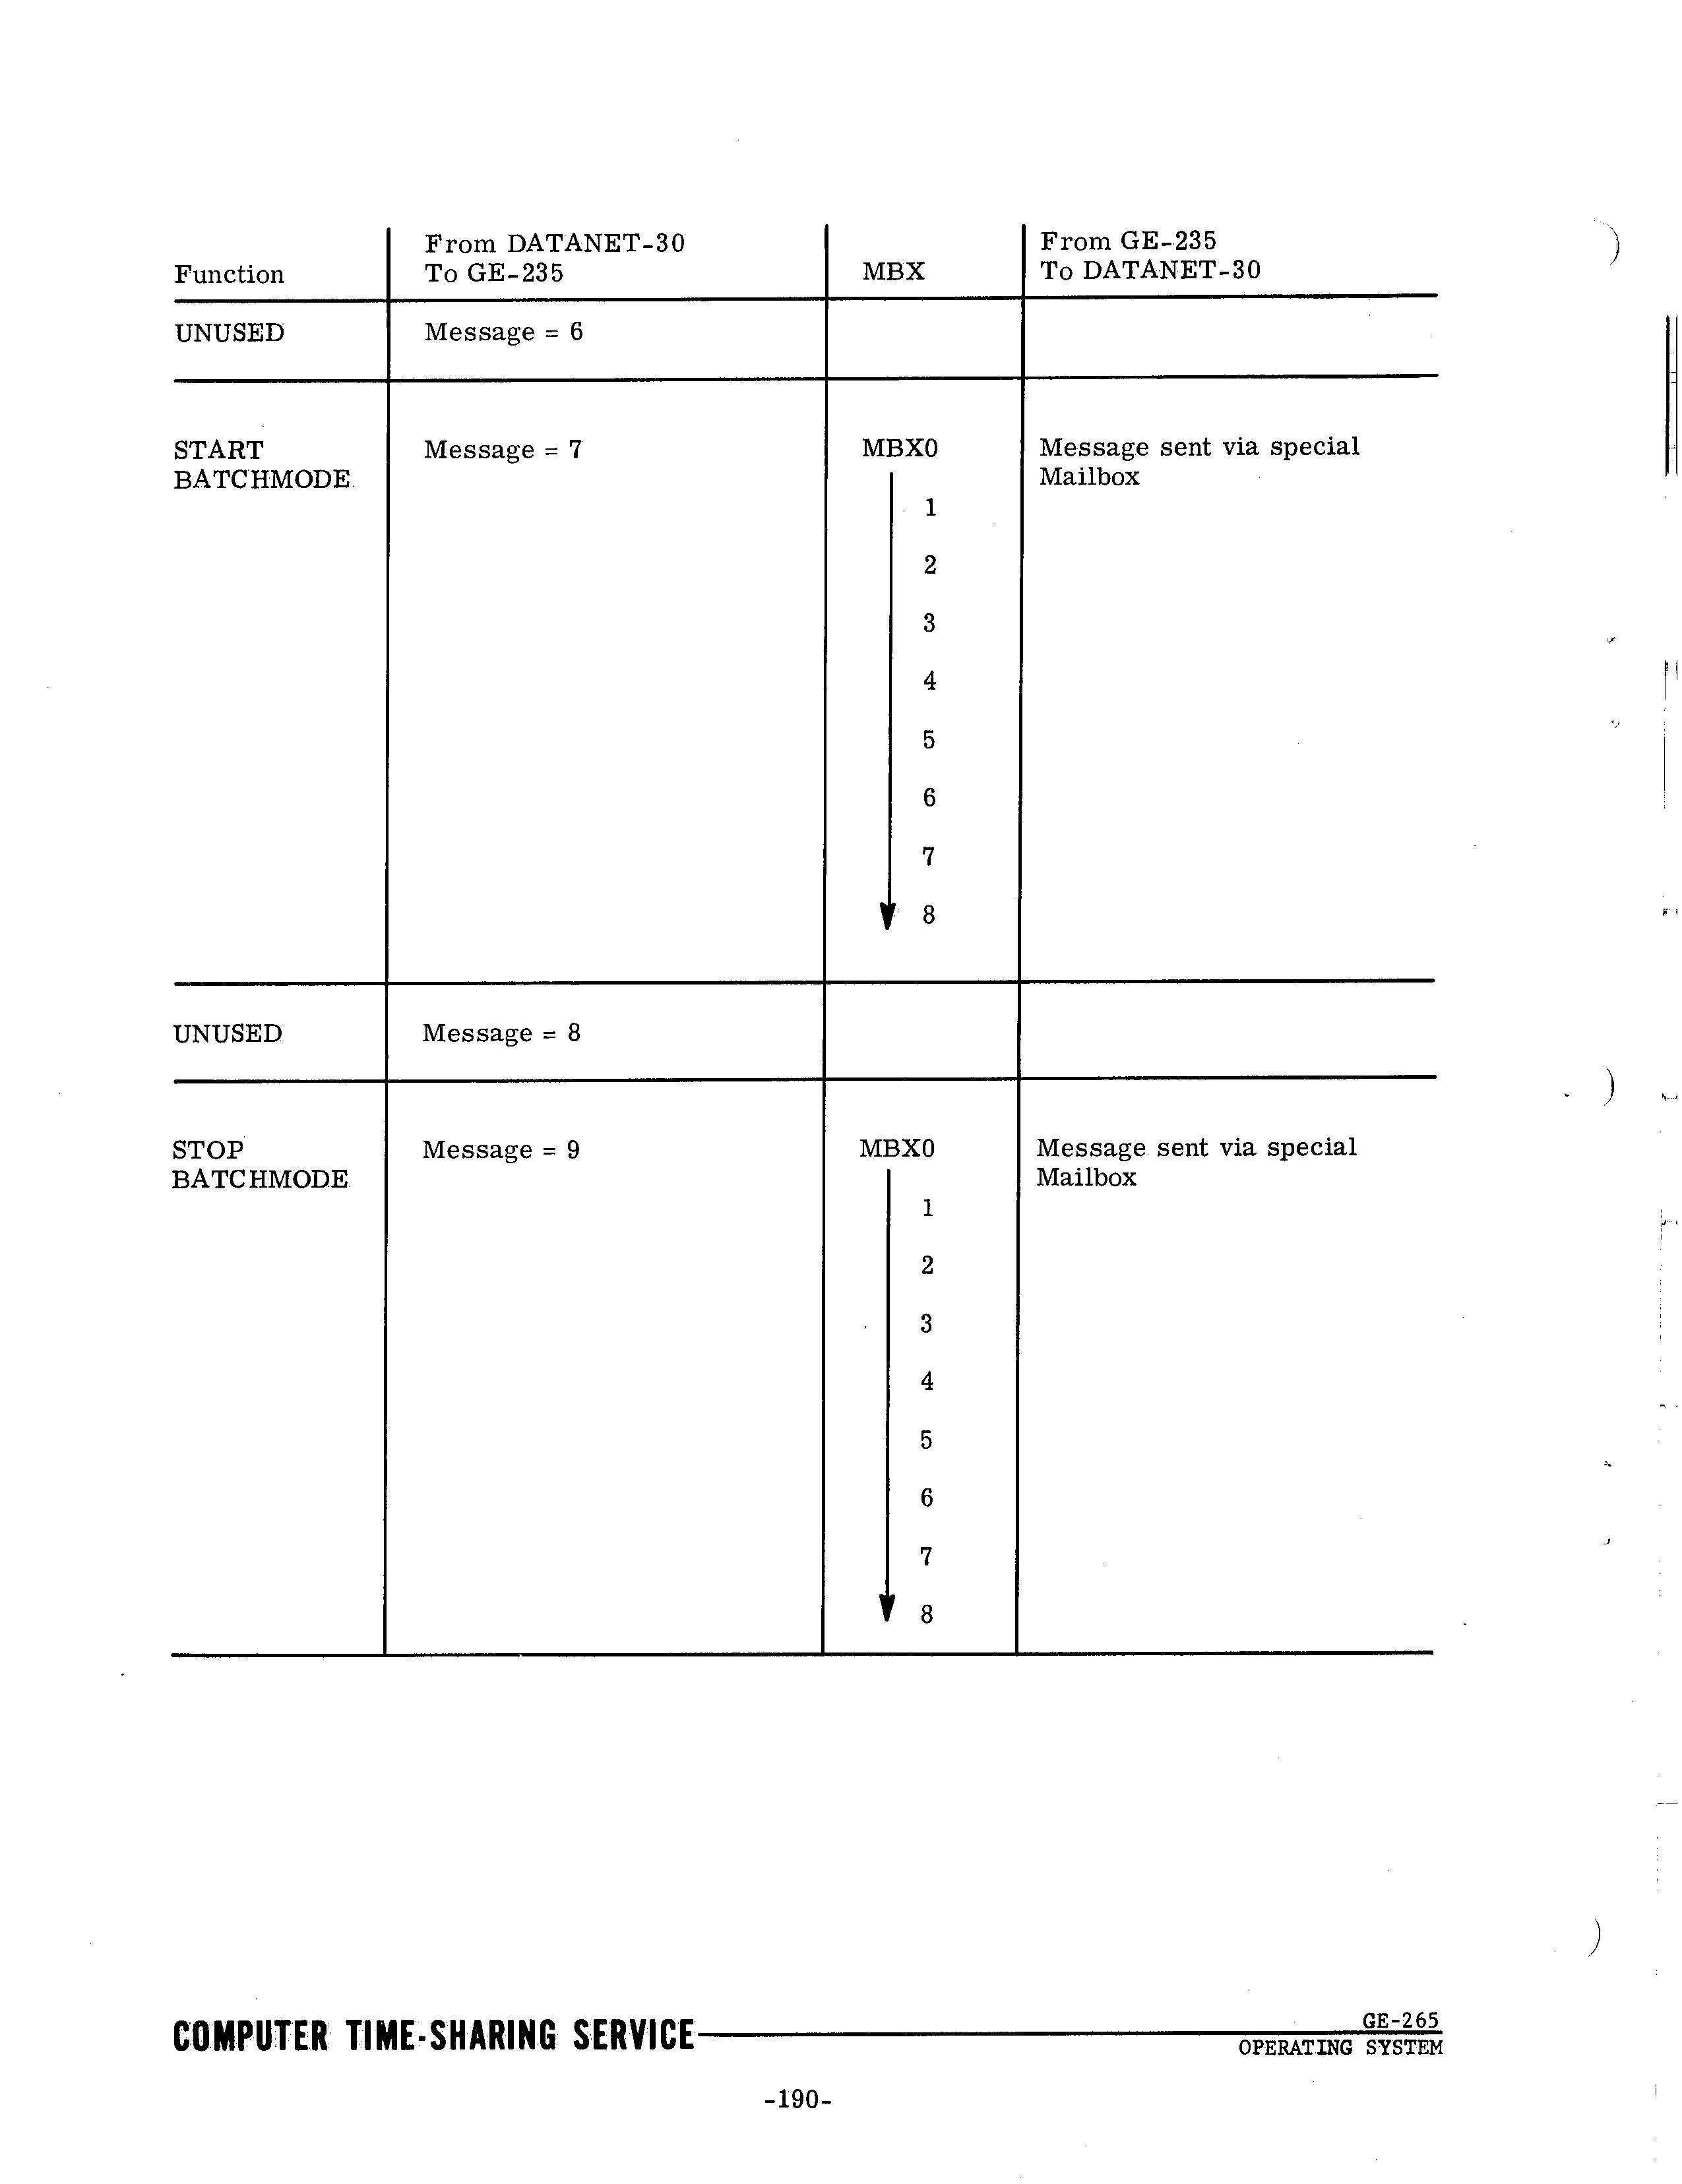 Function
From DATANET-30
To GE-235
MBX
From GE-235
To DATANET-30
UNUSED
Message = 6
START
BATCHMODE
Message = 7
MBX0
1
2
3
4
5
6
7
8
Message sent via special
Mailbox
UNUSED
Message = 8
STOP
BATCHMODE
Message = 9
MBX0
1
2
3
4
5
6
7
8
Message sent via special
Mailbox
COMPUTER TIME-SHARING SERVICE
GE-265
OPERATING SYSTEM
-190-